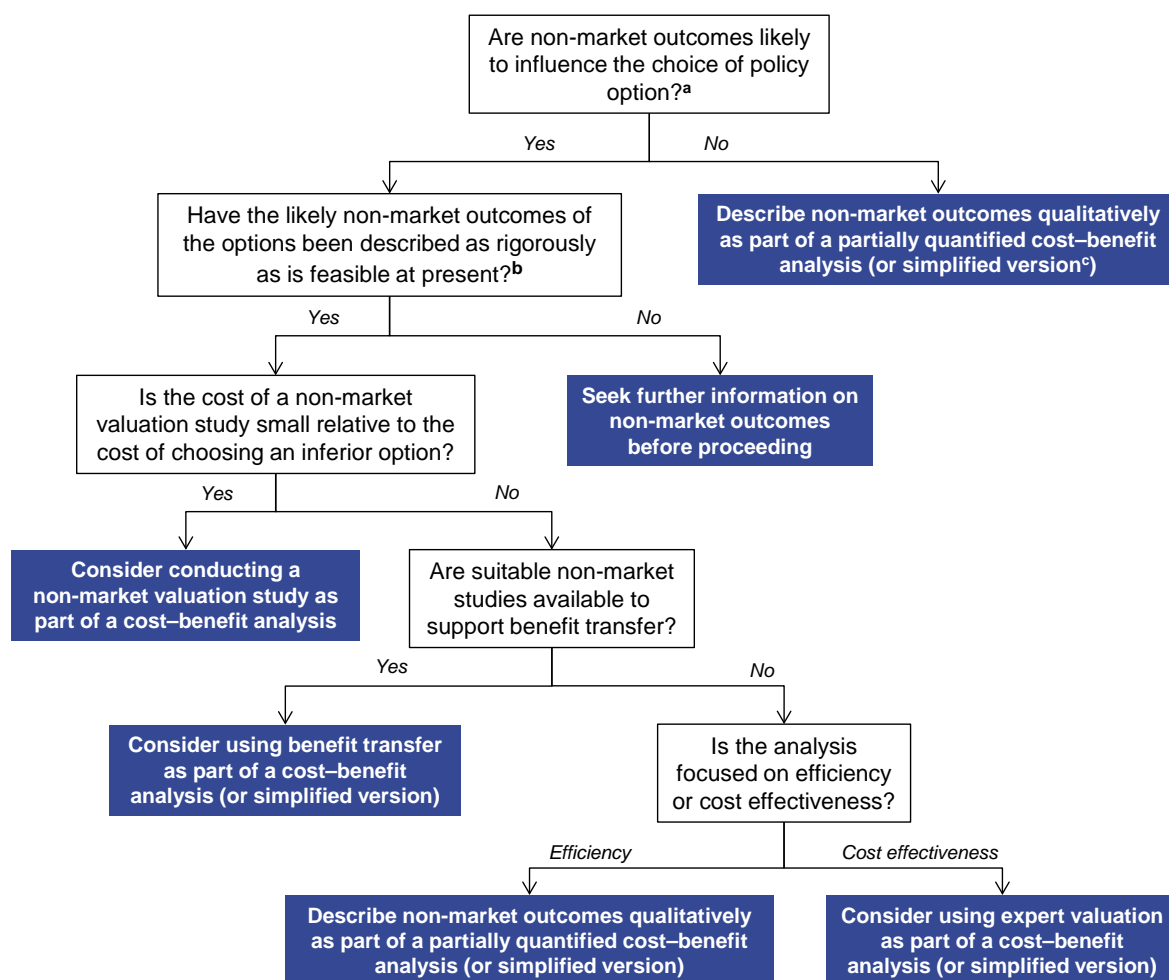 Are non-market outcomes likely
to influence the choice of policy
option?ᵃ
Yes
No
Have the likely non-market outcomes of
the options been described as rigorously
as is feasible at present?ᵇ
Describe non-market outcomes qualitatively
as part of a partially quantified cost–benefit
analysis (or simplified versionᶜ)
Yes
No
Is the cost of a non-market
valuation study small relative to the
cost of choosing an inferior option?
Seek further information on
non-market outcomes
before proceeding
Yes
No
Consider conducting a
non-market valuation study as
part of a cost–benefit analysis
Are suitable non-market
studies available to
support benefit transfer?
Yes
No
Consider using benefit transfer
as part of a cost–benefit
analysis (or simplified version)
Is the analysis
focused on efficiency
or cost effectiveness?
Efficiency
Cost effectiveness
Describe non-market outcomes qualitatively
as part of a partially quantified cost–benefit
analysis (or simplified version)
Consider using expert valuation
as part of a cost–benefit
analysis (or simplified version)